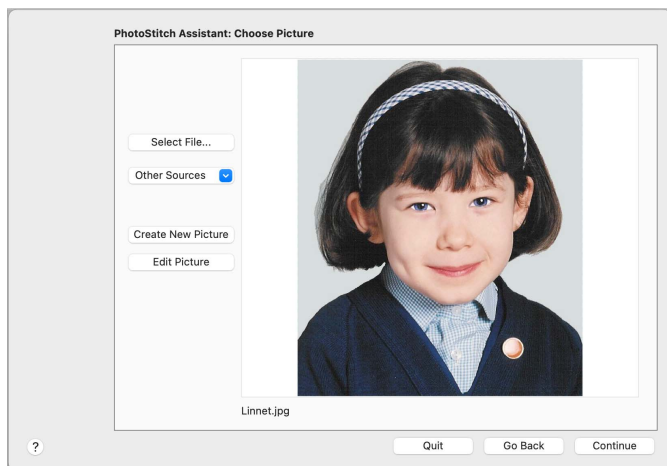 PhotoStitch Assistant: Choose Picture
Select File...
Other Sources
Create New Picture
Edit Picture
Linnet.jpg
?
Quit
Go Back
Continue